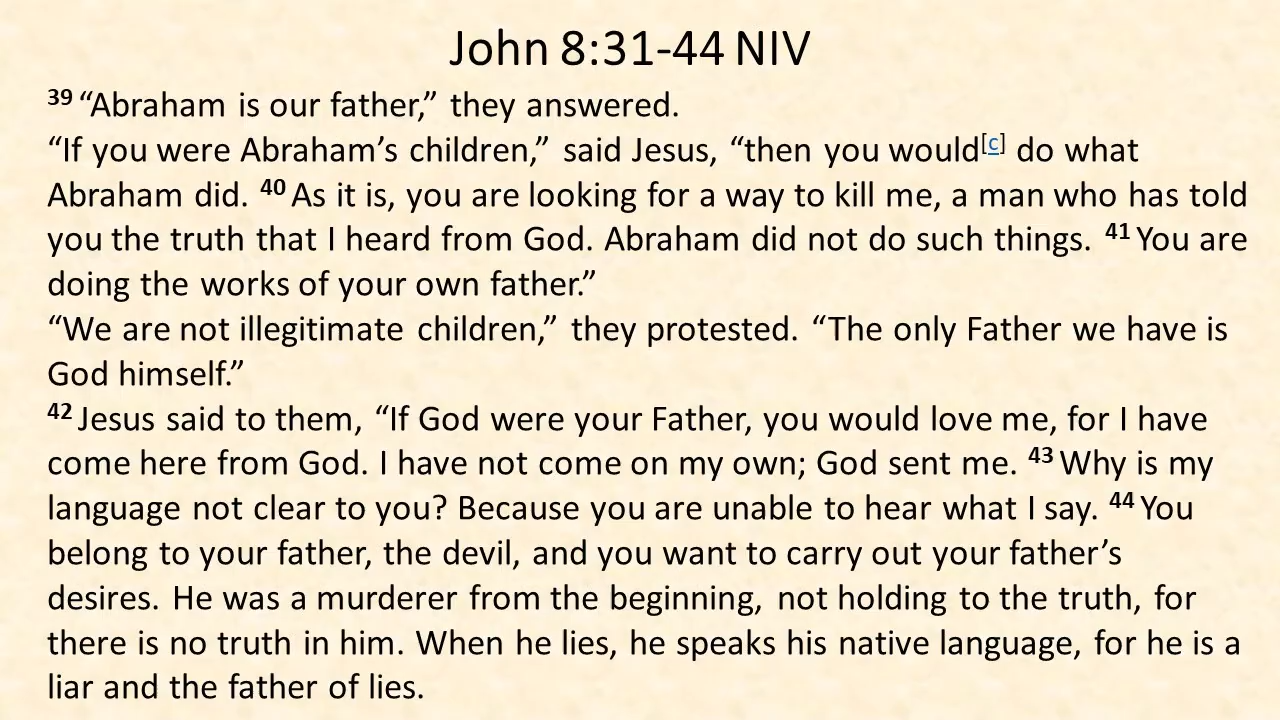 John 8:31-44 NIV
39 “Abraham is our father,” they answered.
“If you were Abraham’s children,” said Jesus, “then you would[c] do what
Abraham did. 40 As it is, you are looking for a way to kill me, a man who has told
you the truth that I heard from God. Abraham did not do such things. 41 You are
doing the works of your own father.”
“We are not illegitimate children,” they protested. “The only Father we have is
God himself.”
42 Jesus said to them, “If God were your Father, you would love me, for I have
come here from God. I have not come on my own; God sent me. 43 Why is my
language not clear to you? Because you are unable to hear what I say. 44 You
belong to your father, the devil, and you want to carry out your father’s
desires. He was a murderer from the beginning, not holding to the truth, for
there is no truth in him. When he lies, he speaks his native language, for he is a
liar and the father of lies.